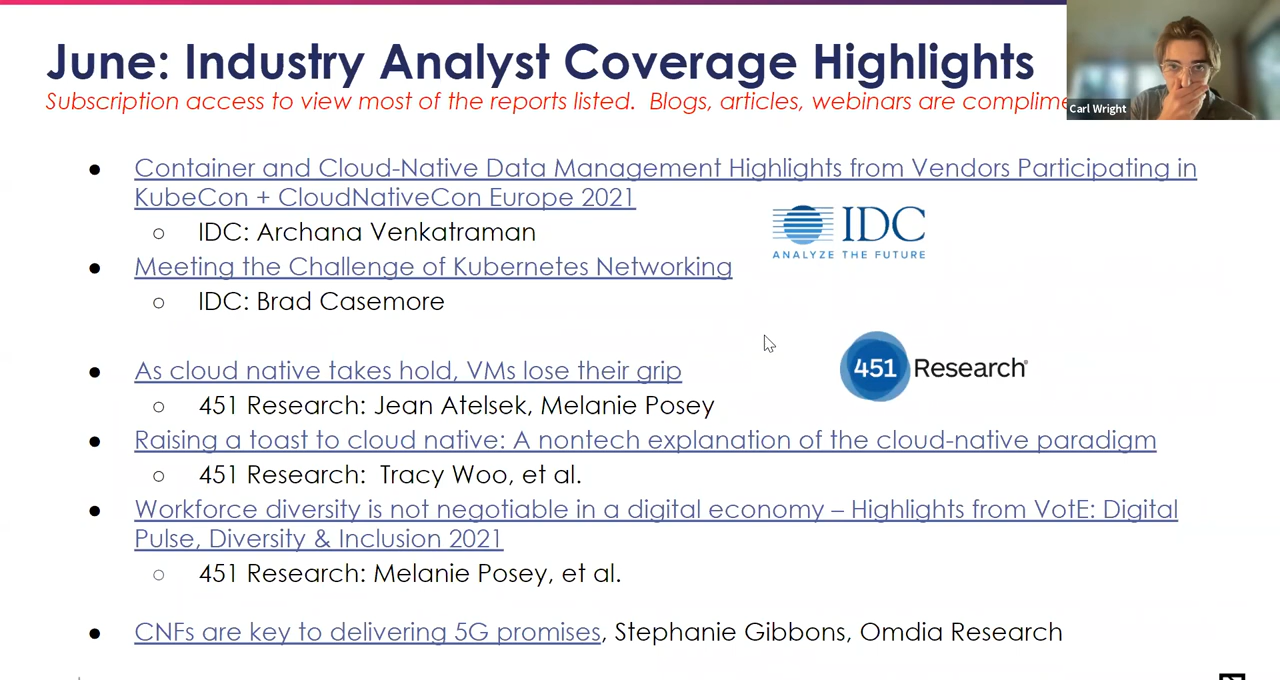 June: Industry Analyst Coverage Highlights
Subscription access to view most of the reports listed.  Blogs, articles, webinars are
Carl Wright
Container and Cloud-Native Data Management Highlights from Vendors Participating in
KubeCon + CloudNativeCon Europe 2021
IDC: Archana Venkatraman
IDC
ANALYZE THE FUTURE
Meeting the Challenge of Kubernetes Networking
IDC: Brad Casemore
As cloud native takes hold, VMs lose their grip
451 Research
451 Research: Jean Atelsek, Melanie Posey
Raising a toast to cloud native: A nontech explanation of the cloud-native paradigm
451 Research:  Tracy Woo, et al.
Workforce diversity is not negotiable in a digital economy – Highlights from VotE: Digital
Pulse, Diversity & Inclusion 2021
451 Research: Melanie Posey, et al.
CNFs are key to delivering 5G promises, Stephanie Gibbons, Omdia Research